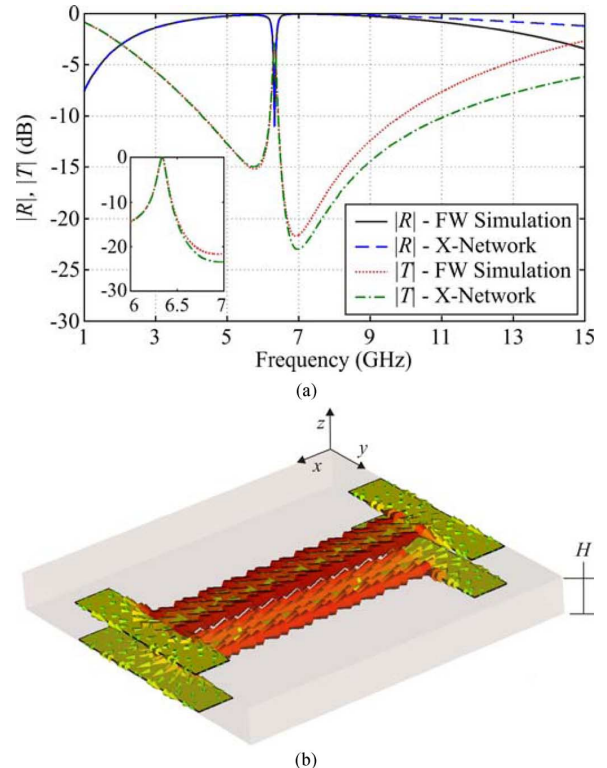 0
-5
-10
-15
-20
-25
-30
|R|, |T| (dB)
0
-10
-20
-30
6 6.5 7
|R| - FW Simulation
|R| - X-Network
|T| - FW Simulation
|T| - X-Network
1 3 5 7 9 11 13 15
Frequency (GHz)
(a)
z
x y
H
(b)